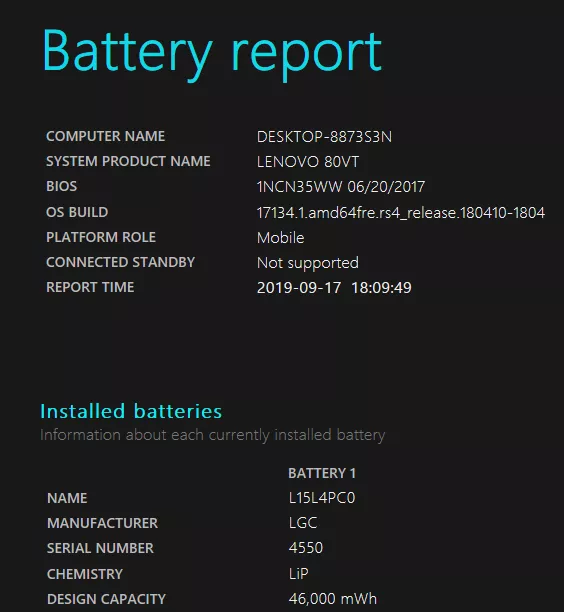 Battery report
COMPUTER NAME DESKTOP-8873S3N
SYSTEM PRODUCT NAME LENOVO 80VT
BIOS 1NCN35WW 06/20/2017
OS BUILD 17134.1.amd64fre.rs4_release.180410-1804
PLATFORM ROLE Mobile
CONNECTED STANDBY Not supported
REPORT TIME 2019-09-17 18:09:49
Installed batteries
Information about each currently installed battery
BATTERY 1
NAME L15L4PC0
MANUFACTURER LGC
SERIAL NUMBER 4550
CHEMISTRY LiP
DESIGN CAPACITY 46,000 mWh